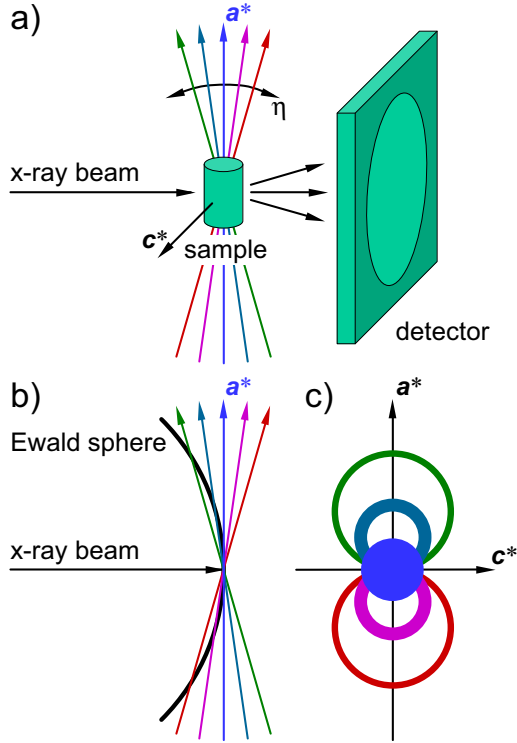 a)
a*
η
x-ray beam
c*
sample
detector
b)
a*
c)
a*
Ewald sphere
x-ray beam
c*